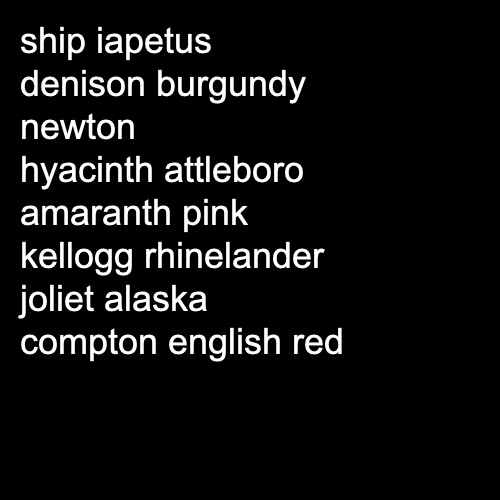 ship iapetus
denison burgundy
newton
hyacinth attleboro
amaranth pink
kellogg rhinelander
joliet alaska
compton english red